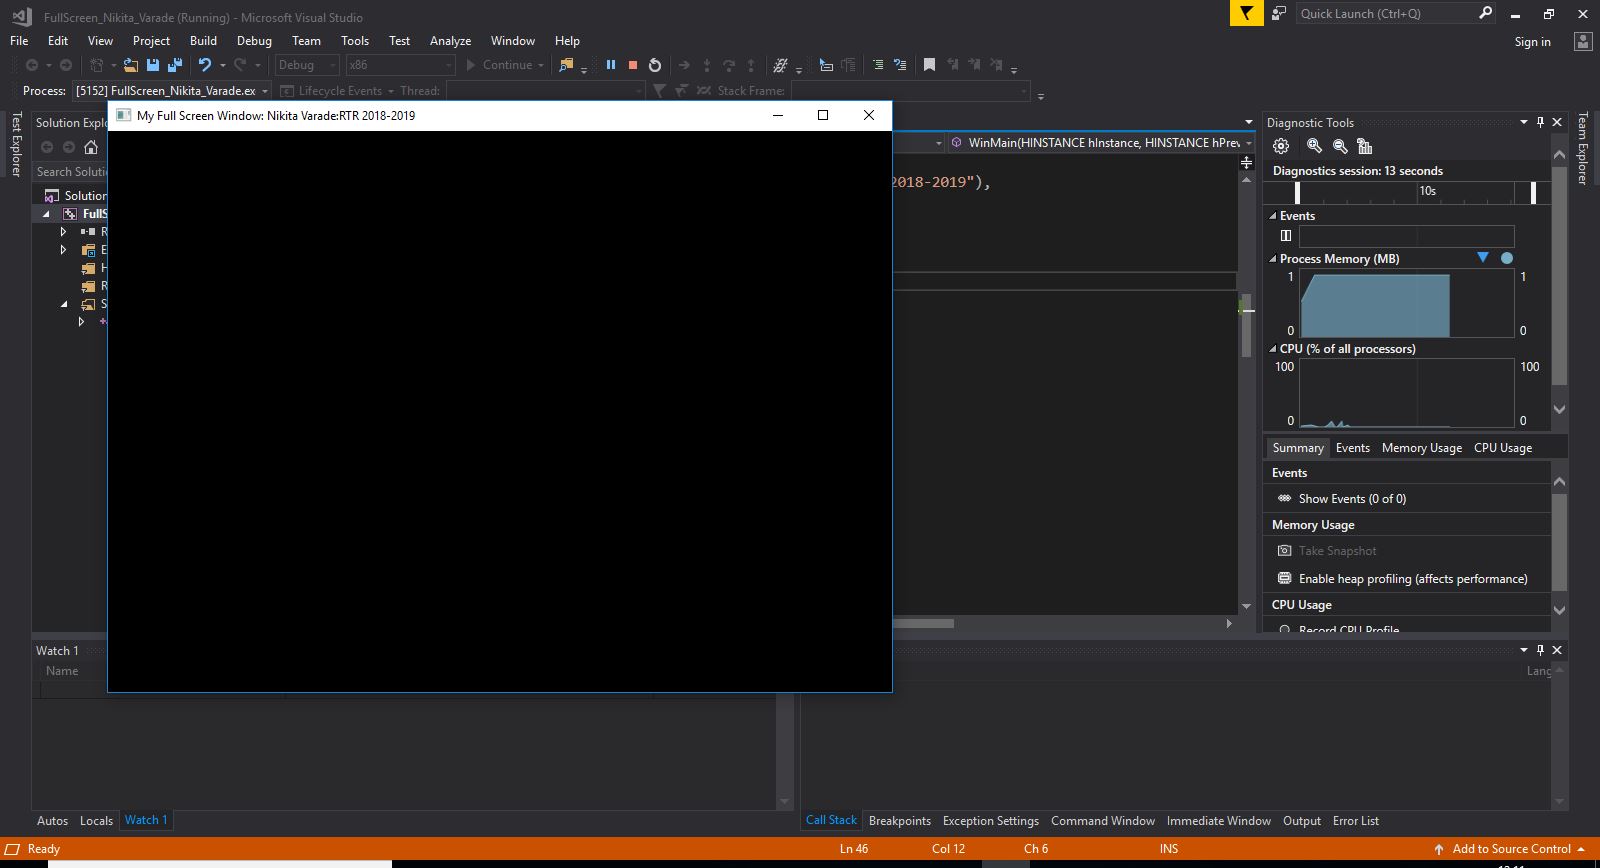 FullScreen_Nikita_Varade (Running) - Microsoft Visual Studio
Quick Launch (Ctrl+Q)
File Edit View Project Build Debug Team Tools Test Analyze Window Help
Sign in
Debug x86 Continue
Process: [5152] FullScreen_Nikita_Varade.ex Lifecycle Events Thread: Stack Frame:
My Full Screen Window: Nikita Varade:RTR 2018-2019
Test Explorer
Solution Explo
Search Soluti
Solution
FullS
R
E
H
R
S
WinMain(HINSTANCE hInstance, HINSTANCE hPrev
2018-2019"),
Diagnostic Tools
Team Explorer
Diagnostics session: 13 seconds
10s
Events
Process Memory (MB)
1 1
0 0
CPU (% of all processors)
100 100
0 0
Summary Events Memory Usage CPU Usage
Events
Show Events (0 of 0)
Memory Usage
Take Snapshot
Enable heap profiling (affects performance)
CPU Usage
Record CPU Profile
Watch 1
Name
Lang
Autos Locals Watch 1
Call Stack Breakpoints Exception Settings Command Window Immediate Window Output Error List
Ready Ln 46 Col 12 Ch 6 INS Add to Source Control